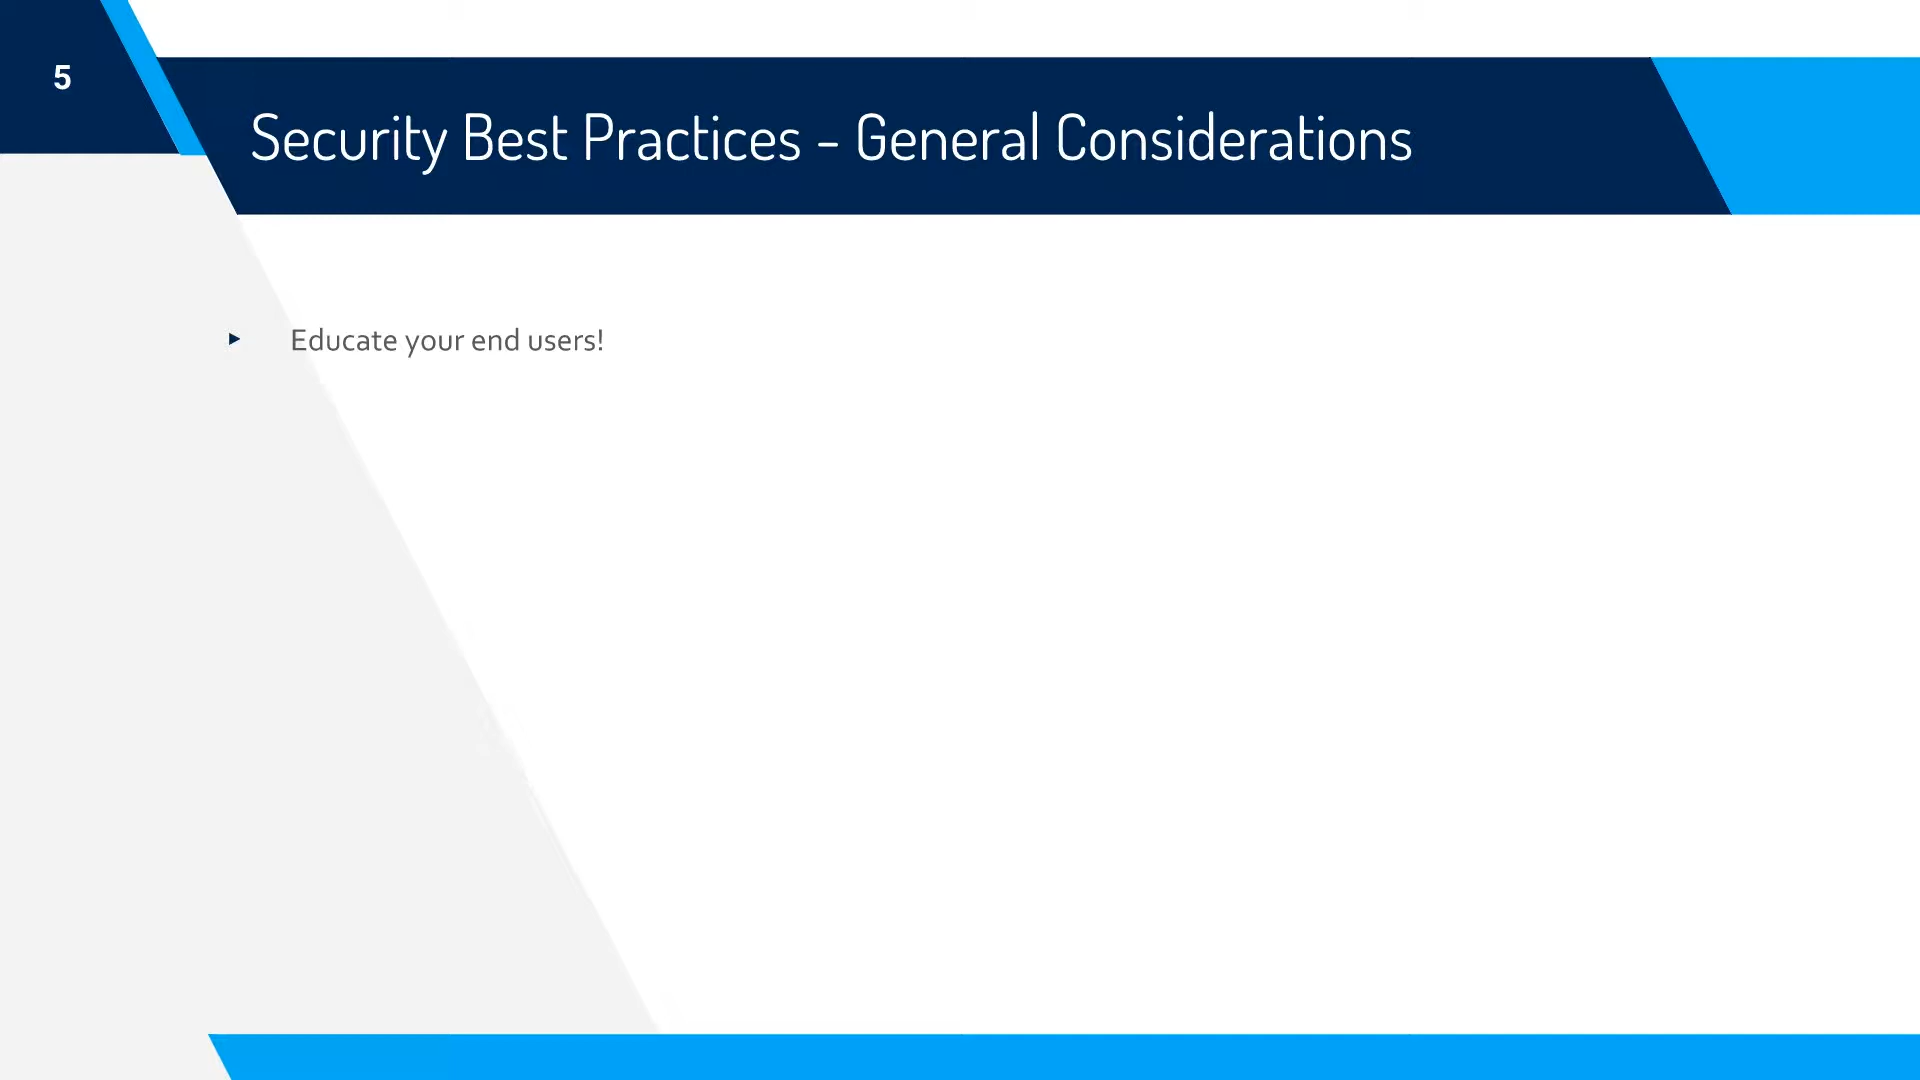 5
Security Best Practices - General Considerations
Educate your end users!